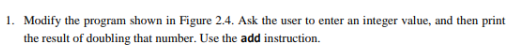 1. Modify the program shown in Figure 2.4. Ask the user to enter an integer value, and then print
the result of doubling that number. Use the add instruction.